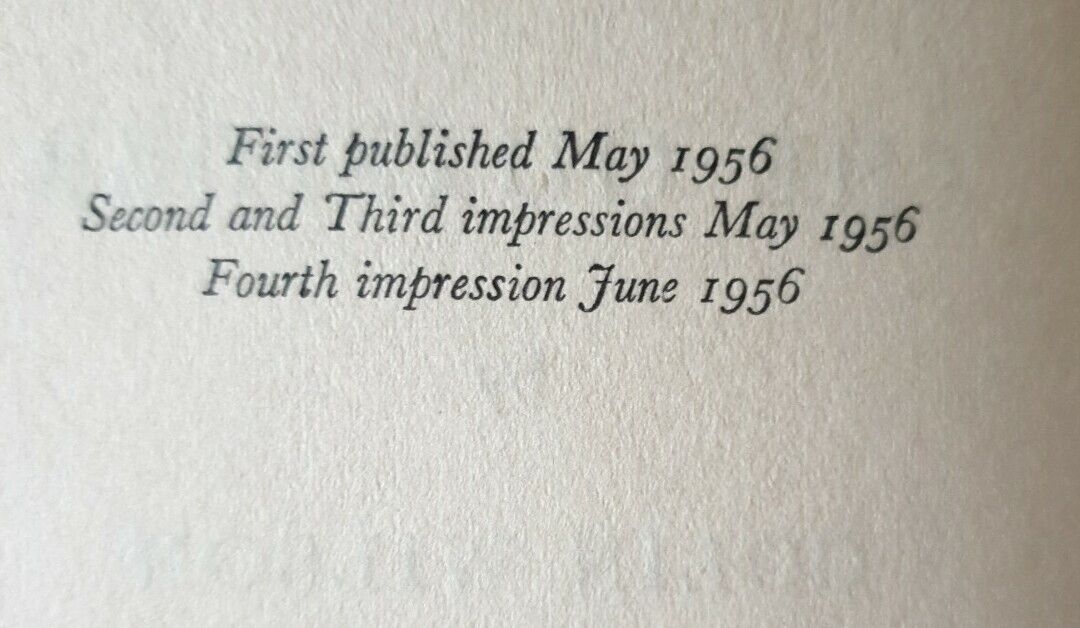 First published May 1956
Second and Third impressions May 1956
Fourth impression June 1956